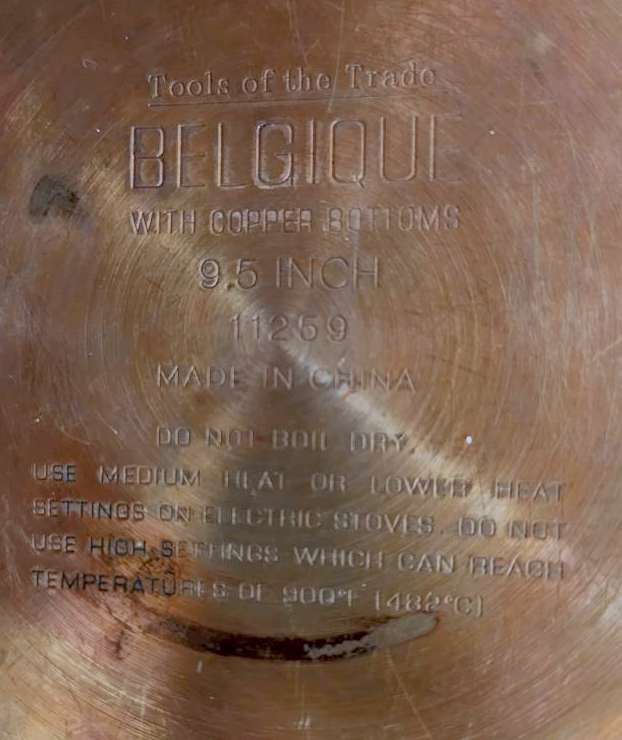 Tools of the Trade
BELGIQUE
WITH COPPER BOTTOMS
9.5 INCH
11259
MADE IN CHINA
DO NOT BOIL DRY.
USE MEDIUM HEAT OR LOWER HEAT
SETTINGS ON ELECTRIC STOVES. DO NOT
USE HIGH SETTINGS WHICH CAN REACH
TEMPERATURES OF 900°F (482°C)